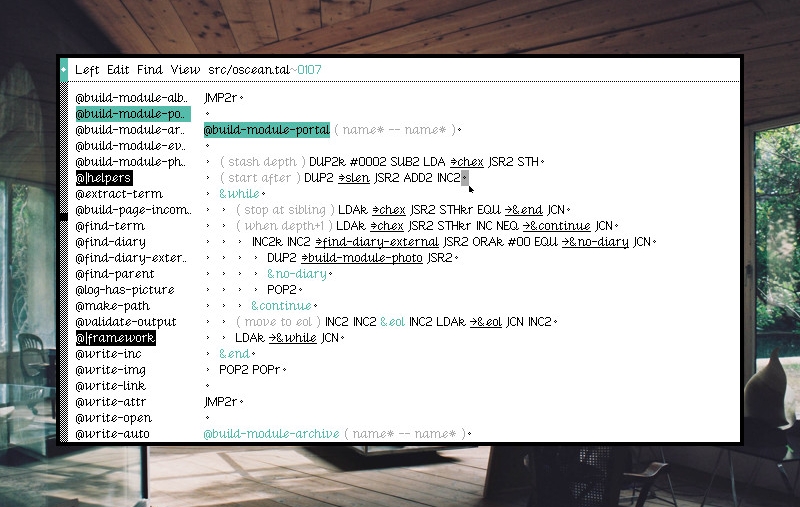 Left Edit Find View src/oscean.tal~0107
@build-module-alb..
@build-module-po..
@build-module-ar..
@build-module-ev..
@build-module-ph..
@|helpers
@extract-term
@build-page-incom..
@find-term
@find-diary
@find-diary-exter..
@find-parent
@log-has-picture
@make-path
@validate-output
@|framework
@write-inc
@write-img
@write-link
@write-attr
@write-open
@write-auto
JMP2r
@build-module-portal ( name* -- name* )
( stash depth ) DUP2k #0002 SUB2 LDA ;chex JSR2 STH
( start after ) DUP2 ;slen JSR2 ADD2 INC2
&while
( stop at sibling ) LDAk ;chex JSR2 STHkr EQU ,&end JCN
( when depth+1 ) LDAk ;chex JSR2 STHkr INC NEQ ,&continue JCN
INC2k INC2 ;find-diary-external JSR2 ORAk #00 EQU ,&no-diary JCN
DUP2 ;build-module-photo JSR2
&no-diary
POP2
&continue
( move to eol ) INC2 INC2 &eol INC2 LDAk ,&eol JCN INC2
LDAk ,&while JCN
&end
POP2 POPr
JMP2r
@build-module-archive ( name* -- name* )